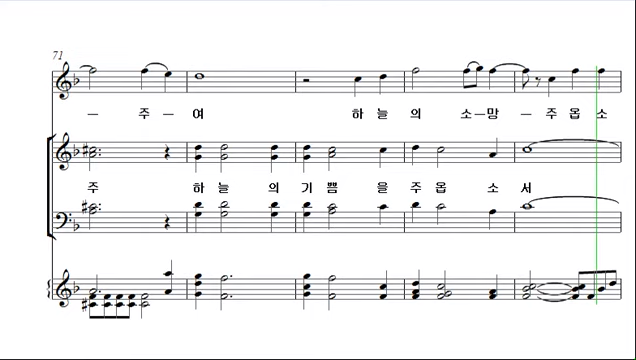 71
— 주 — 여 하 늘 의 소 — 망 — 주 옵 소
주 하 늘 의 기 쁨 을 주 옵 소 서